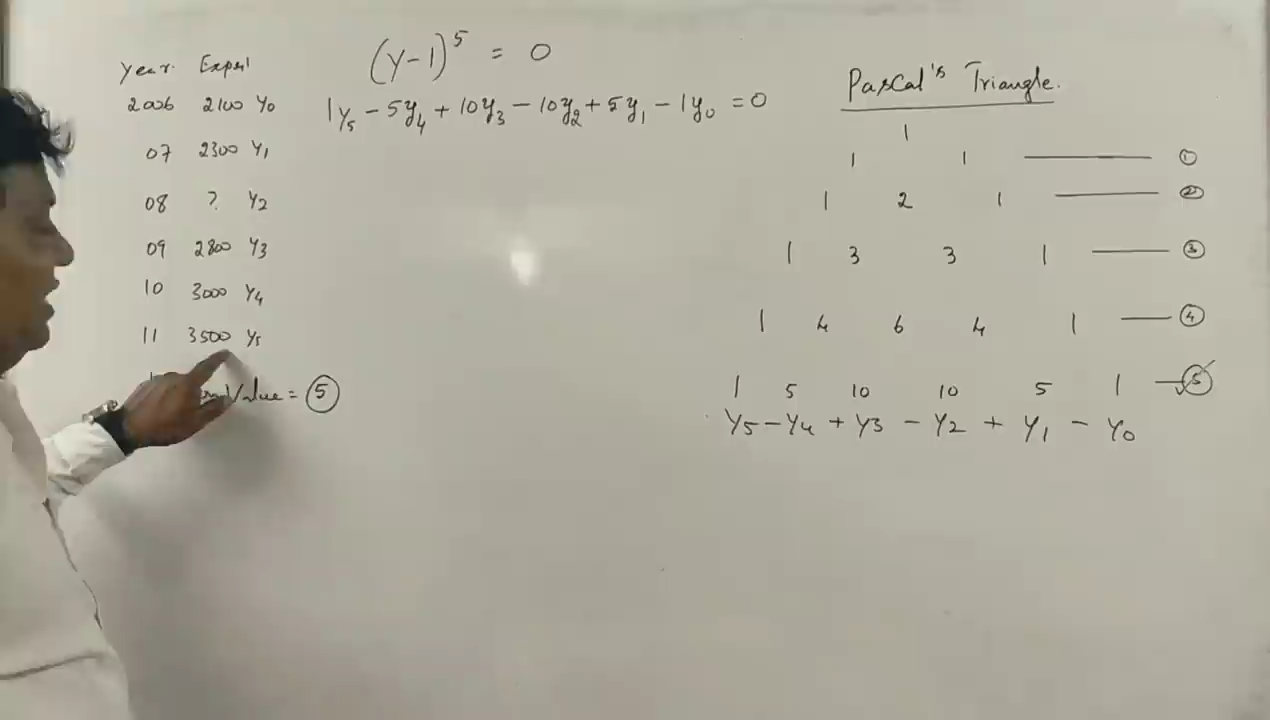 Year. Expor
2006 2100 Y0
07 2300 Y1
08 ? Y2
09 2800 Y3
10 3000 Y4
11 3500 Y5
Value = 5
(Y-1)^5 = 0
1y5 - 5y4 + 10y3 - 10y2 + 5y1 - 1y0 = 0
Pascal's Triangle.
1
1 1 — 1
1 2 1 — 2
1 3 3 1 — 3
1 4 6 4 1 — 4
1 5 10 10 5 1 — 5
Y5 - Y4 + Y3 - Y2 + Y1 - Y0